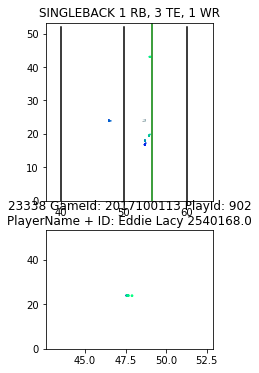 SINGLEBACK 1 RB, 3 TE, 1 WR
50
40
30
20
10
0
40 50 60
23338 GameId: 2017100113 PlayId: 902
PlayerName + ID: Eddie Lacy 2540168.0
40
20
0
45.0 47.5 50.0 52.5